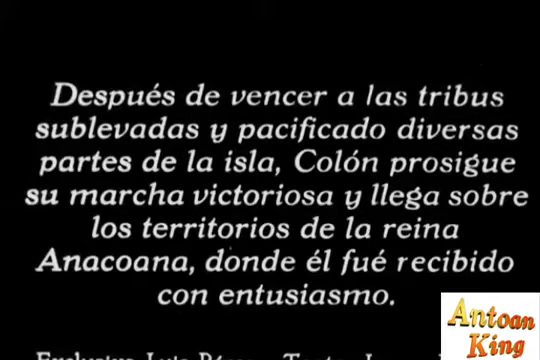 Después de vencer a las tribus
sublevadas y pacificado diversas
partes de la isla, Colón prosigue
su marcha victoriosa y llega sobre
los territorios de la reina
Anacoana, donde él fué recibido
con entusiasmo.
Antoan
King